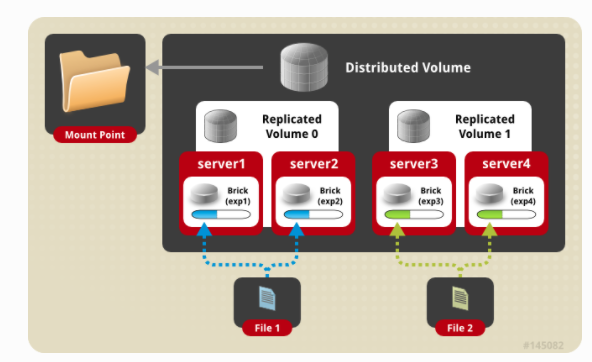 Distributed Volume
Mount Point
Replicated
Volume 0
Replicated
Volume 1
server1
server2
server3
server4
Brick
(exp1)
Brick
(exp2)
Brick
(exp3)
Brick
(exp4)
File 1
File 2
#145082